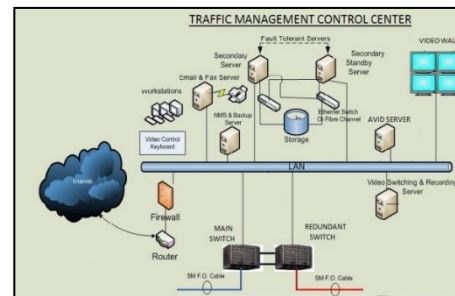 TRAFFIC MANAGEMENT CONTROL CENTER
Fault Tolerant Servers
VIDEO WAL
Secondary
Server
Secondary
Standby
Server
Email & Fax Server
Workstations
Ethernet Switch
Or Fibre Channel
NMS & Backup
Server
AVID SERVER
Storage
Video Control
Keyboard
LAN
Internet
Video Switching & Recording
Server
Firewall
Router
MAIN
SWITCH
REDUNDANT
SWITCH
SM F.O. Cable
SM F.O. Cable